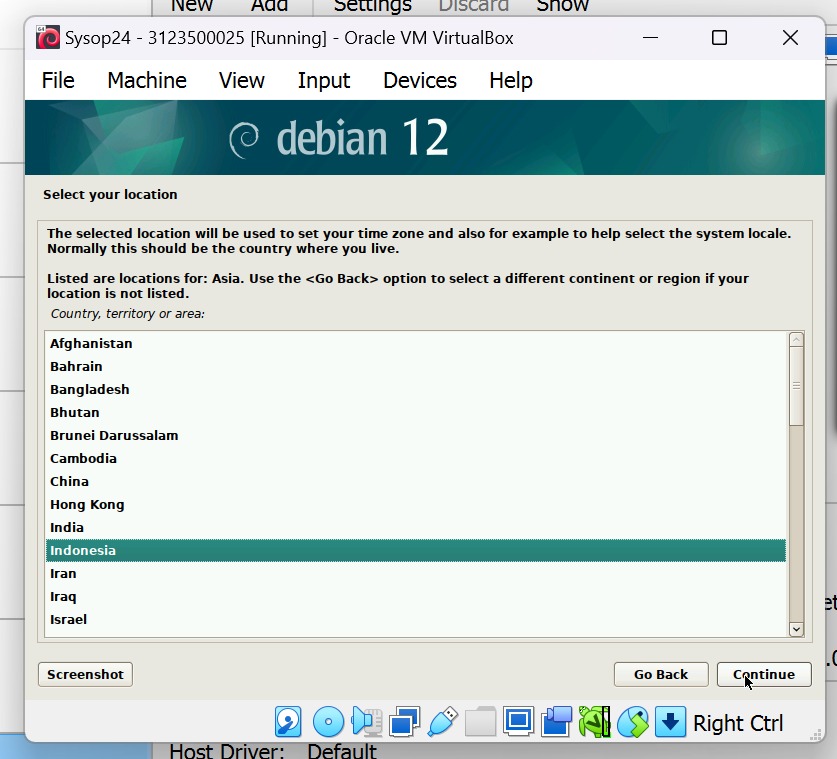 New Add Settings Discard Show
Sysop24 - 3123500025 [Running] - Oracle VM VirtualBox
File Machine View Input Devices Help
debian 12
Select your location
The selected location will be used to set your time zone and also for example to help select the system locale.
Normally this should be the country where you live.
Listed are locations for: Asia. Use the <Go Back> option to select a different continent or region if your
location is not listed.
Country, territory or area:
Afghanistan
Bahrain
Bangladesh
Bhutan
Brunei Darussalam
Cambodia
China
Hong Kong
India
Indonesia
Iran
Iraq
Israel
Screenshot Go Back Continue
Right Ctrl
Host Driver: Default